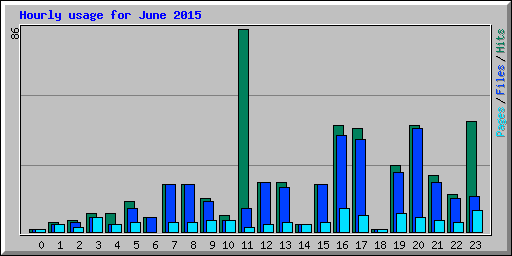 Hourly usage for June 2015
86
Pages / Files / Hits
0 1 2 3 4 5 6 7 8 9 10 11 12 13 14 15 16 17 18 19 20 21 22 23